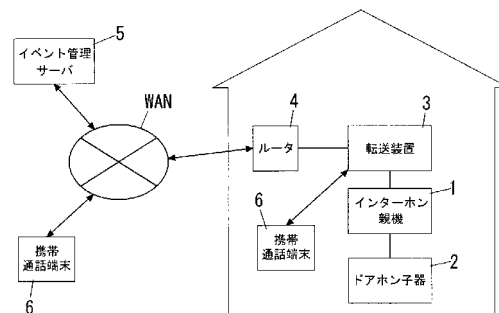 5
イベント管理
サーバ
WAN
4
ルータ
3
転送装置
1
インターホン
親機
6
携帯
通話端末
2
ドアホン子器
携帯
通話端末
6